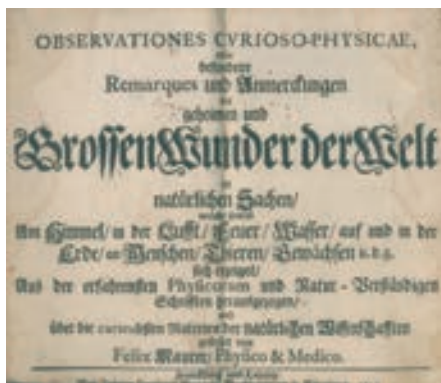 OBSERVATIONES CVRIOSO-PHYSICAE,
oder
besondere
Remarques und Anmerckungen
der
geheimen und
Grossen Wunder der Welt
in
natürlichen Sachen/
Am Himmel/ in der Lufft/ Feuer/ Wasser/ auf und in der
Erde/ an Menschen/ Thieren/ Gewächsen u. d. g.
Aus der erfahrensten Physicorum und Natur-Verständigen
Schrifften
über die curieusesten Materien der natürlichen Wissenschafften
Felix Maurer, Physico & Medico.